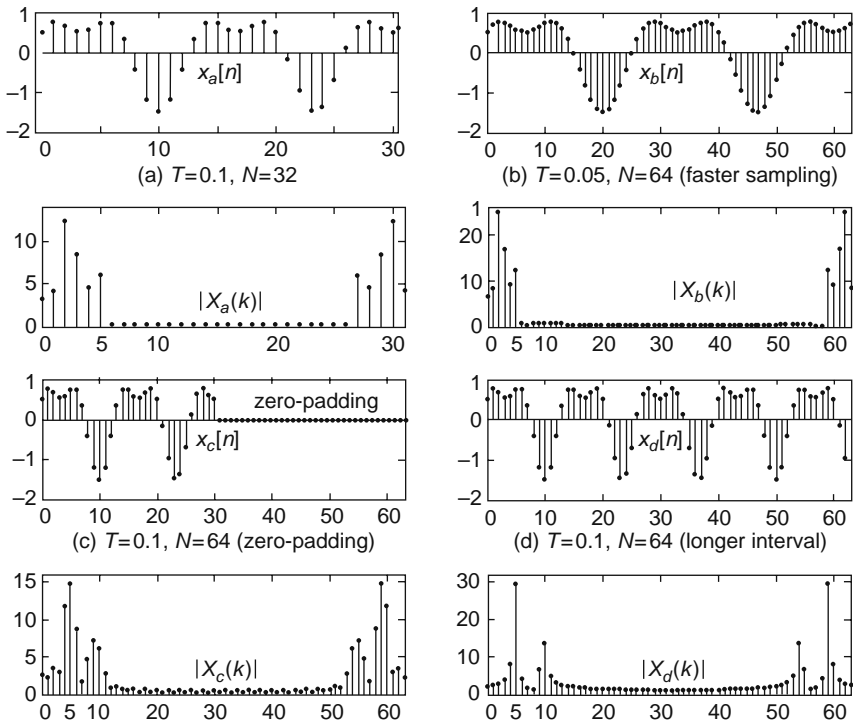 1
0
−1
−2
x_a[n]
0 10 20 30
(a) T=0.1, N=32
1
0
−1
−2
x_b[n]
0 10 20 30 40 50 60
(b) T=0.05, N=64 (faster sampling)
10
5
0
|X_a(k)|
0 5 10 20 30
1
20
10
0
|X_b(k)|
0 5 10 20 30 40 50 60
1
0
−1
−2
zero-padding
x_c[n]
0 10 20 30 40 50 60
(c) T=0.1, N=64 (zero-padding)
1
0
−1
−2
x_d[n]
0 10 20 30 40 50 60
(d) T=0.1, N=64 (longer interval)
15
10
5
0
|X_c(k)|
0 5 10 20 30 40 50 60
30
20
10
0
|X_d(k)|
0 5 10 20 30 40 50 60